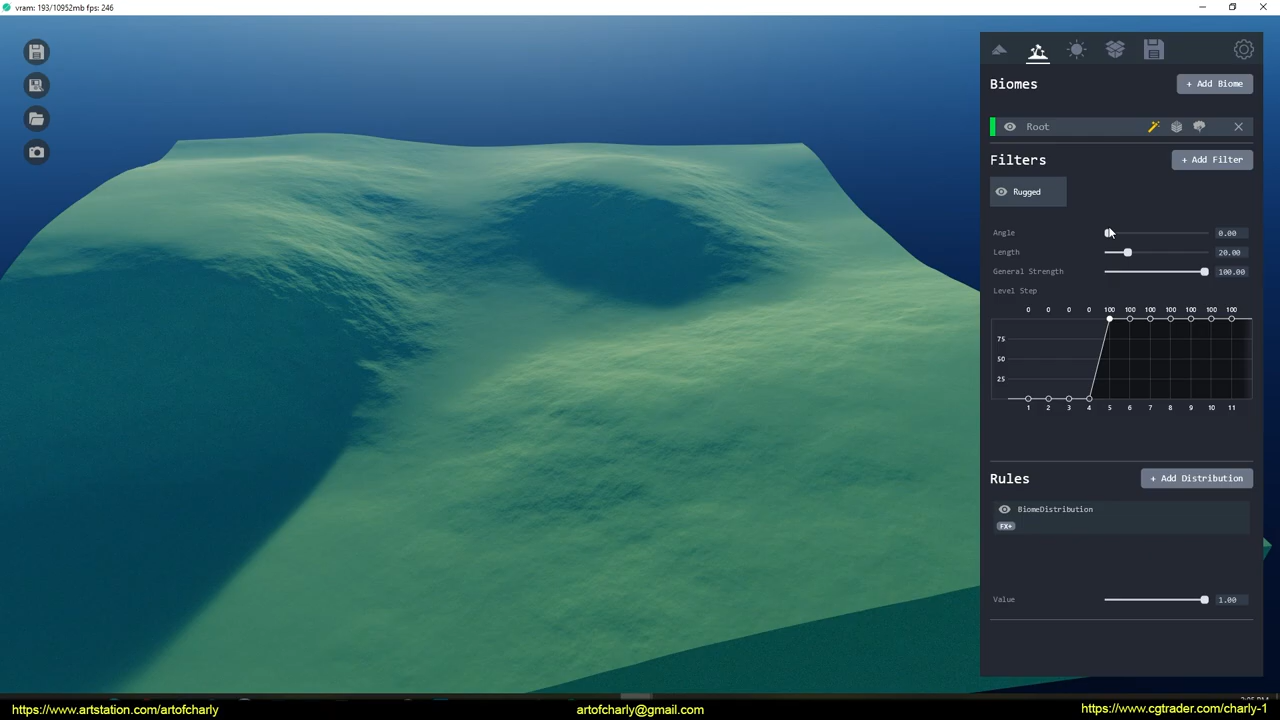 vram: 193/10952mb fps: 246
Biomes
+ Add Biome
Root
Filters
+ Add Filter
Rugged
Angle 0.00
Length 20.00
General Strength 100.00
Level Step
0 0 0 0 100 100 100 100 100 100 100
75
50
25
1 2 3 4 5 6 7 8 9 10 11
Rules
+ Add Distribution
BiomeDistribution
FX+
Value 1.00
https://www.artstation.com/artofcharly
artofcharly@gmail.com
https://www.cgtrader.com/charly-1